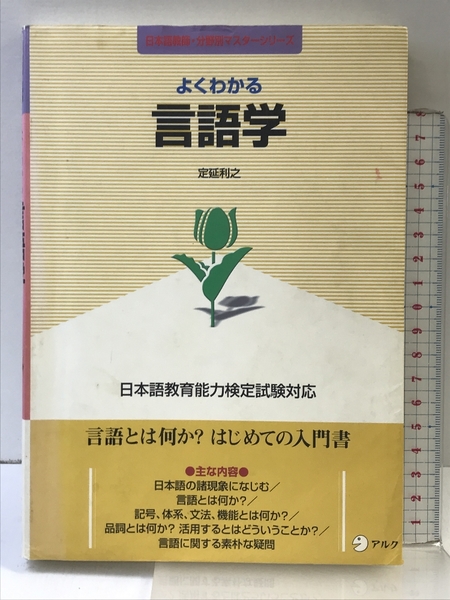 日本語教師・分野別マスターシリーズ
よくわかる
言語学
定延利之
日本語教育能力検定試験対応
言語とは何か？はじめての入門書
●主な内容●
日本語の諸現象になじむ／
言語とは何か？／
記号、体系、文法、機能とは何か？／
品詞とは何か？活用するとはどういうことか？／
言語に関する素朴な疑問
アルク